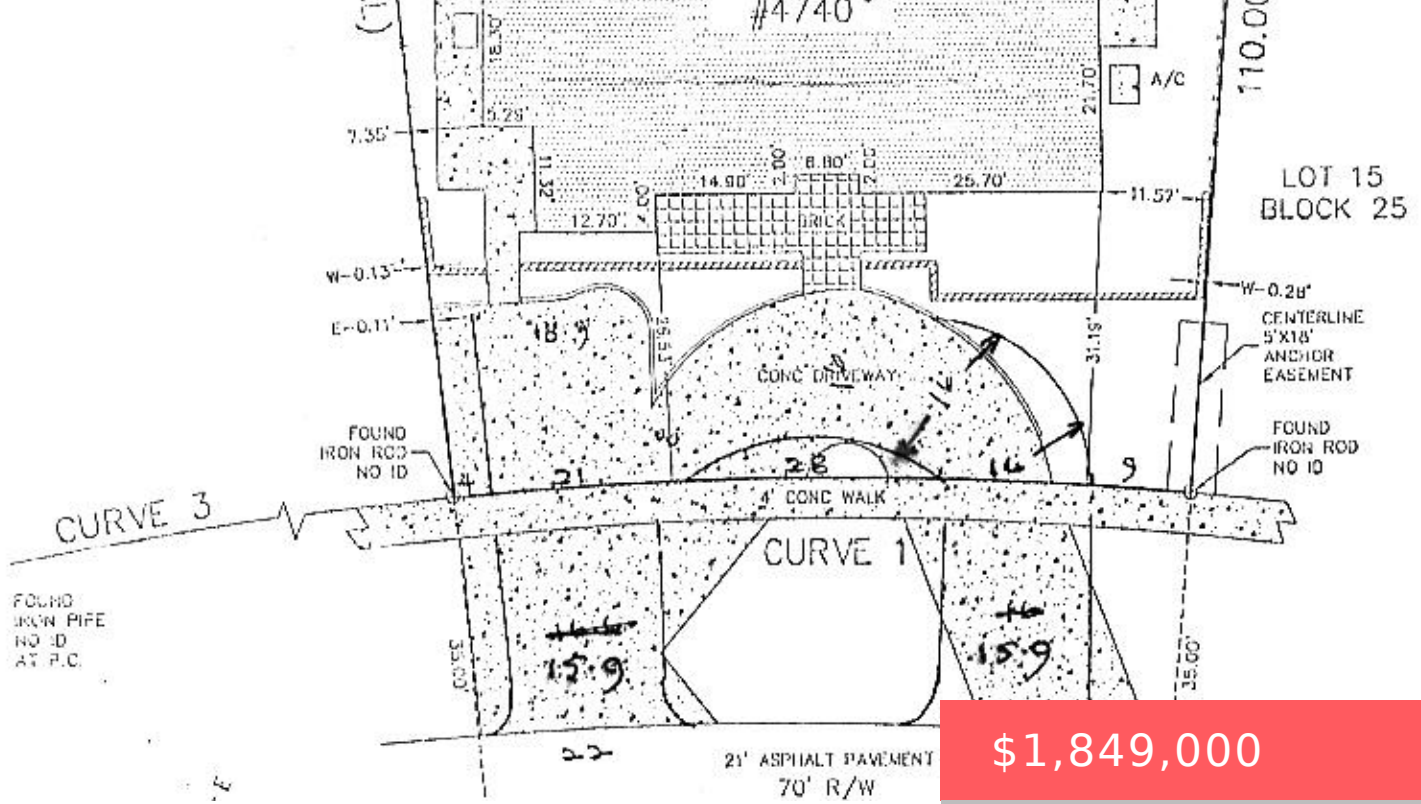 #4740
110.00
18.30'
A/C
21.70'
5.29'
7.35'
11.32'
2.00'
8.80'
2.00'
14.90'
25.70'
11.57'
LOT 15
BLOCK 25
7.00'
12.70'
BRICK
W-0.13'
W-0.28'
E-0.11'
18.9
CENTERLINE
5'X18'
ANCHOR
EASEMENT
31.19'
CONC DRIVEWAY
FOUND
IRON ROD
NO ID
FOUND
IRON ROD
NO ID
4
21
28
16
9
4' CONC WALK
CURVE 3
CURVE 1
FOUND
IRON PIPE
NO ID
AT P.C.
15.9
15.9
35.00'
35.00'
22
21' ASPHALT PAVEMENT
70' R/W
$1,849,000